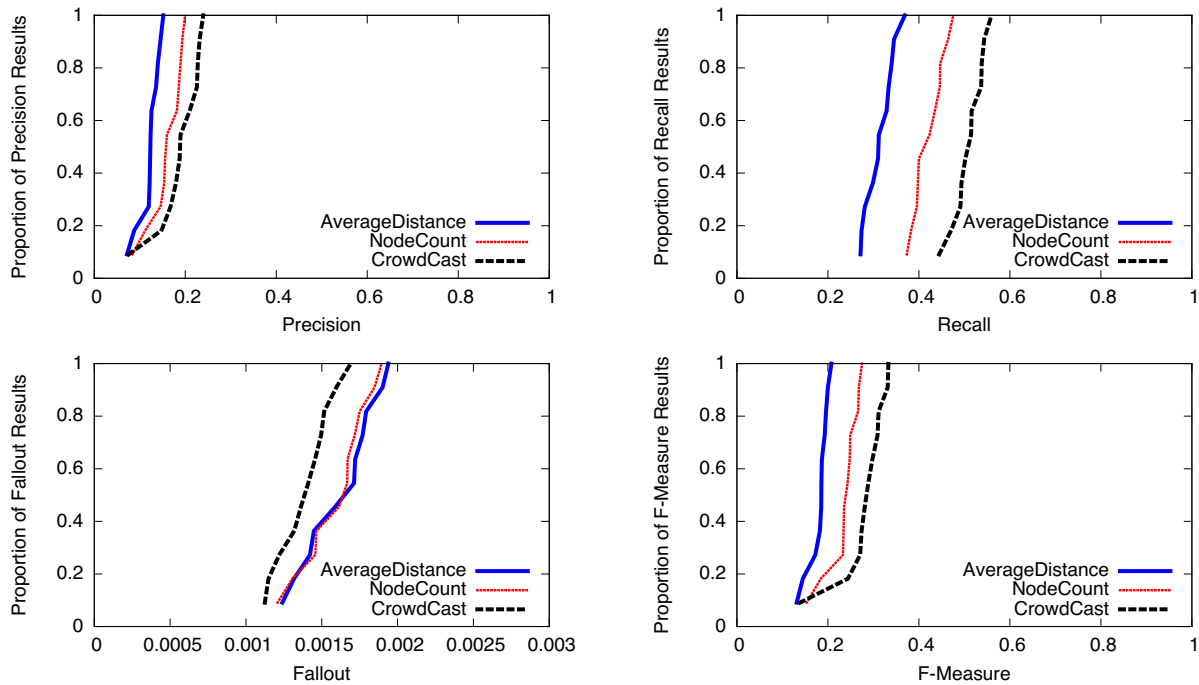 Proportion of Precision Results
1
0.8
0.6
0.4
0.2
0
0 0.2 0.4 0.6 0.8 1
Precision
AverageDistance
NodeCount
CrowdCast
Proportion of Recall Results
1
0.8
0.6
0.4
0.2
0
0 0.2 0.4 0.6 0.8 1
Recall
AverageDistance
NodeCount
CrowdCast
Proportion of Fallout Results
1
0.8
0.6
0.4
0.2
0
0 0.0005 0.001 0.0015 0.002 0.0025 0.003
Fallout
AverageDistance
NodeCount
CrowdCast
Proportion of F-Measure Results
1
0.8
0.6
0.4
0.2
0
0 0.2 0.4 0.6 0.8 1
F-Measure
AverageDistance
NodeCount
CrowdCast